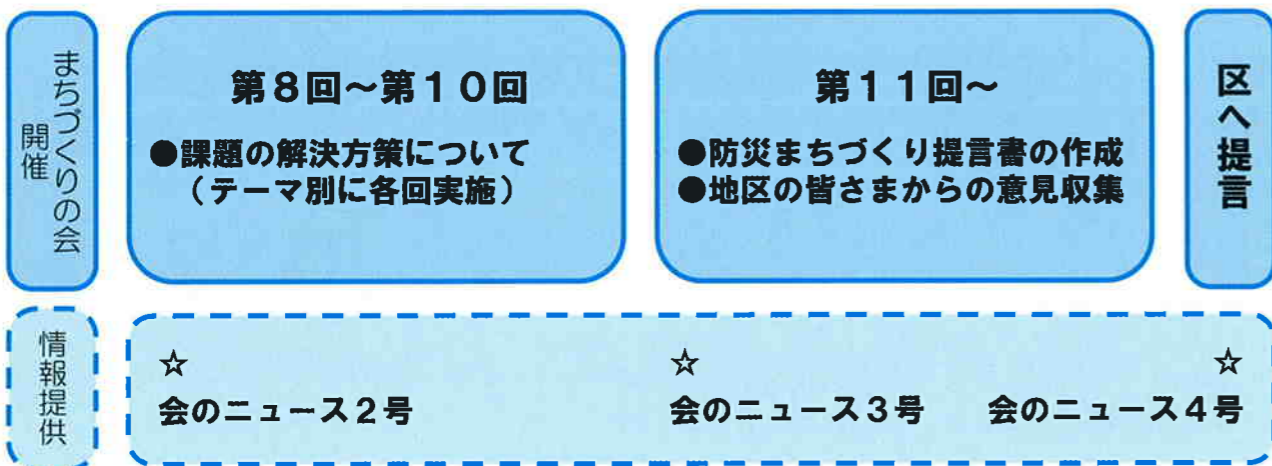 まちづくりの会
開催
第8回～第10回
●課題の解決方策について
（テーマ別に各回実施）
第11回～
●防災まちづくり提言書の作成
●地区の皆さまからの意見収集
区へ提言
情報提供
☆
会のニュース2号
☆
会のニュース3号
☆
会のニュース4号